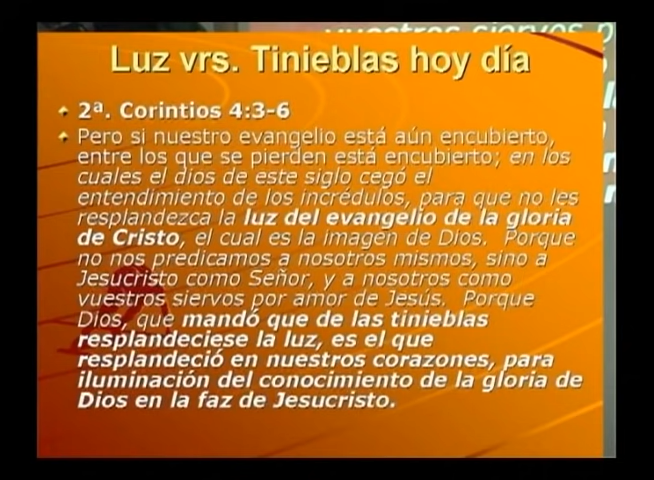 vuestros siervos p
Luz vrs. Tinieblas hoy día
2ª. Corintios 4:3-6
Pero si nuestro evangelio está aún encubierto,
entre los que se pierden está encubierto; en los
cuales el dios de este siglo cegó el
entendimiento de los incrédulos, para que no les
resplandezca la luz del evangelio de la gloria
de Cristo, el cual es la imagen de Dios. Porque
no nos predicamos a nosotros mismos, sino a
Jesucristo como Señor, y a nosotros como
vuestros siervos por amor de Jesús. Porque
Dios, que mandó que de las tinieblas
resplandeciese la luz, es el que
resplandeció en nuestros corazones, para
iluminación del conocimiento de la gloria de
Dios en la faz de Jesucristo.